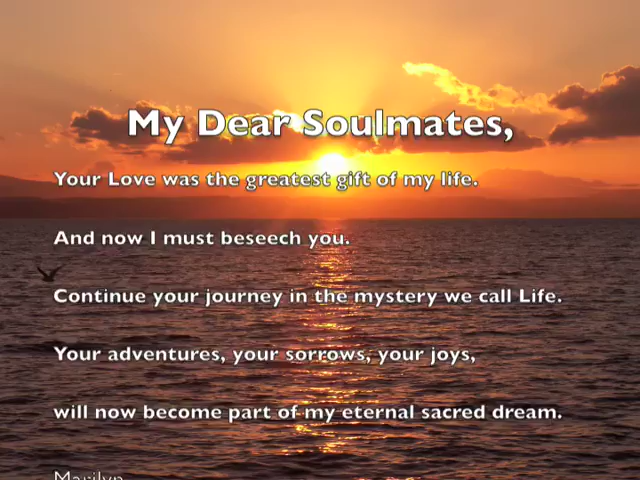 My Dear Soulmates,
Your Love was the greatest gift of my life.
And now I must beseech you.
Continue your journey in the mystery we call Life.
Your adventures, your sorrows, your joys,
will now become part of my eternal sacred dream.
Marilyn